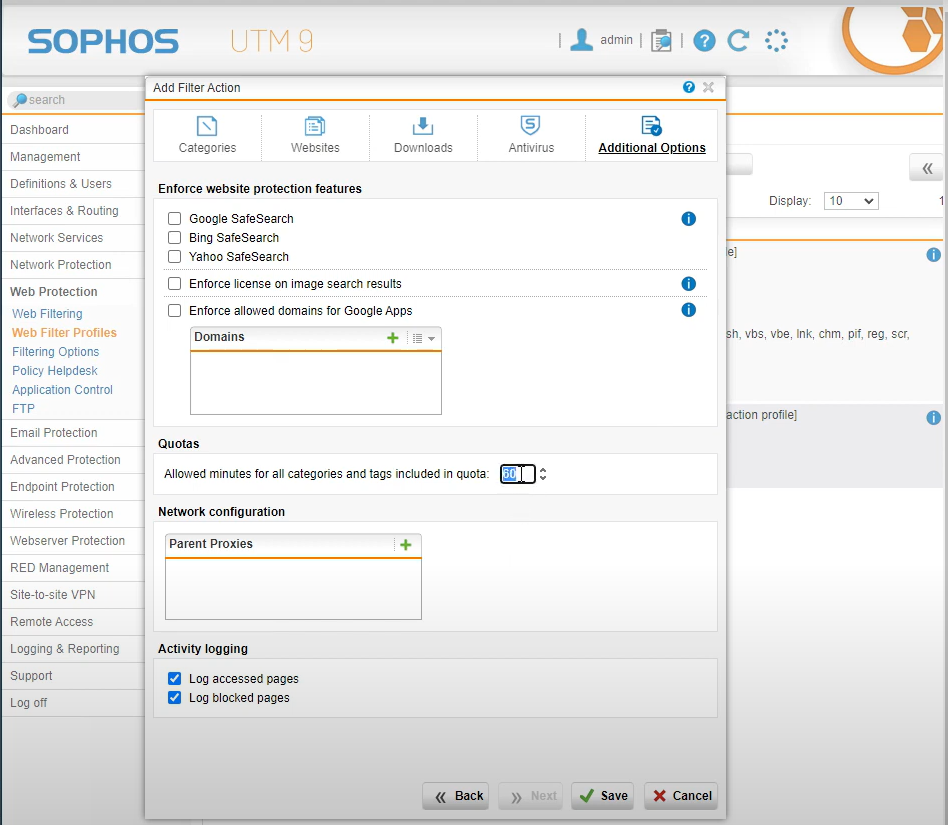 SOPHOS UTM 9
admin
search
Dashboard
Management
Definitions & Users
Interfaces & Routing
Network Services
Network Protection
Web Protection
Web Filtering
Web Filter Profiles
Filtering Options
Policy Helpdesk
Application Control
FTP
Email Protection
Advanced Protection
Endpoint Protection
Wireless Protection
Webserver Protection
RED Management
Site-to-site VPN
Remote Access
Logging & Reporting
Support
Log off
Add Filter Action
Categories
Websites
Downloads
Antivirus
Additional Options
Enforce website protection features
Google SafeSearch
Bing SafeSearch
Yahoo SafeSearch
Enforce license on image search results
Enforce allowed domains for Google Apps
Domains
Quotas
Allowed minutes for all categories and tags included in quota: 60
Network configuration
Parent Proxies
Activity logging
Log accessed pages
Log blocked pages
Back
Next
Save
Cancel
Display: 10
1
e]
sh, vbs, vbe, lnk, chm, pif, reg, scr,
action profile]